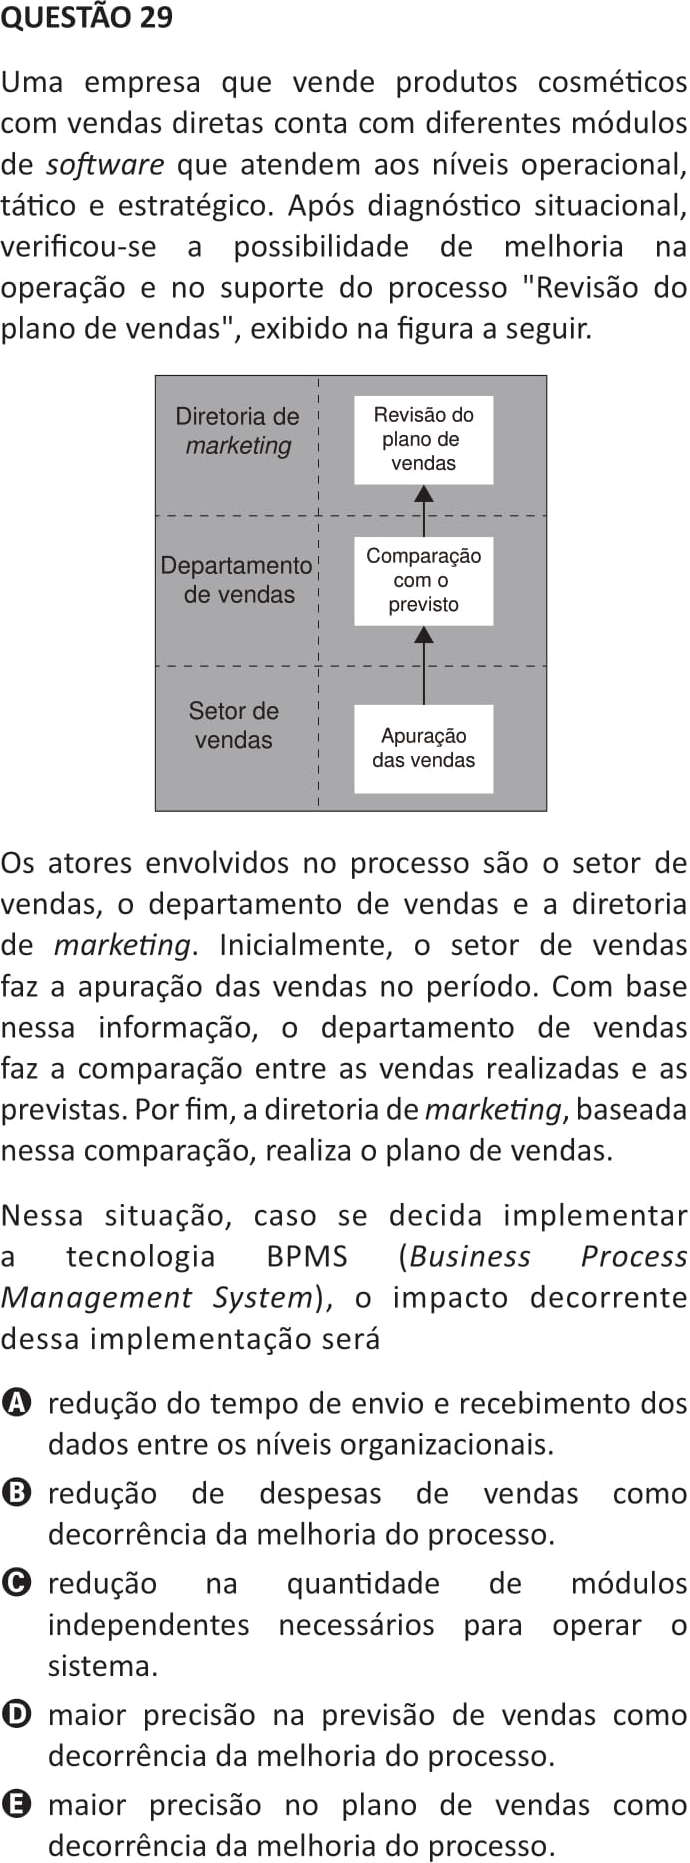 QUESTÃO 29
Uma empresa que vende produtos cosméticos
com vendas diretas conta com diferentes módulos
de software que atendem aos níveis operacional,
tático e estratégico. Após diagnóstico situacional,
verificou-se a possibilidade de melhoria na
operação e no suporte do processo "Revisão do
plano de vendas", exibido na figura a seguir.
Diretoria de
marketing
Revisão do
plano de
vendas
Departamento
de vendas
Comparação
com o
previsto
Setor de
vendas
Apuração
das vendas
Os atores envolvidos no processo são o setor de
vendas, o departamento de vendas e a diretoria
de marketing. Inicialmente, o setor de vendas
faz a apuração das vendas no período. Com base
nessa informação, o departamento de vendas
faz a comparação entre as vendas realizadas e as
previstas. Por fim, a diretoria de marketing, baseada
nessa comparação, realiza o plano de vendas.
Nessa situação, caso se decida implementar
a tecnologia BPMS (Business Process
Management System), o impacto decorrente
dessa implementação será
A redução do tempo de envio e recebimento dos
dados entre os níveis organizacionais.
B redução de despesas de vendas como
decorrência da melhoria do processo.
C redução na quantidade de módulos
independentes necessários para operar o
sistema.
D maior precisão na previsão de vendas como
decorrência da melhoria do processo.
E maior precisão no plano de vendas como
decorrência da melhoria do processo.